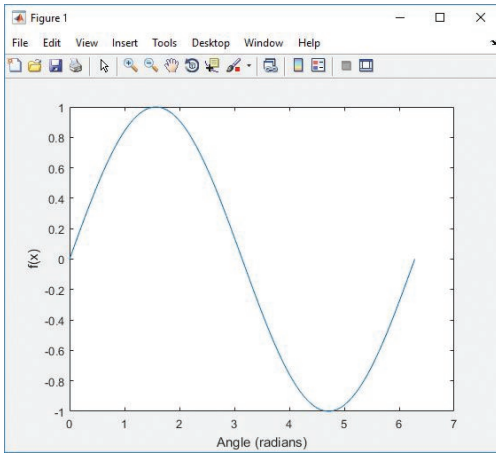 Figure 1
File Edit View Insert Tools Desktop Window Help
1
0.8
0.6
0.4
0.2
0
-0.2
-0.4
-0.6
-0.8
-1
f(x)
0 1 2 3 4 5 6 7
Angle (radians)